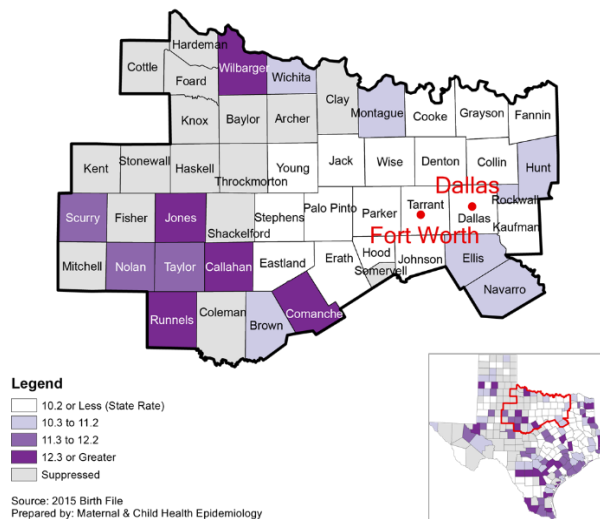 Hardeman
Cottle
Foard
Wilbarger
Wichita
Clay
Montague
Cooke
Grayson
Fannin
Knox
Baylor
Archer
Kent
Stonewall
Haskell
Throckmorton
Young
Jack
Wise
Denton
Collin
Hunt
Dallas
Rockwall
Scurry
Fisher
Jones
Shackelford
Stephens
Palo Pinto
Parker
Tarrant
Dallas
Kaufman
Fort Worth
Mitchell
Nolan
Taylor
Callahan
Eastland
Erath
Hood
Somervell
Johnson
Ellis
Navarro
Runnels
Coleman
Brown
Comanche
Legend
10.2 or Less (State Rate)
10.3 to 11.2
11.3 to 12.2
12.3 or Greater
Suppressed
Source: 2015 Birth File
Prepared by: Maternal & Child Health Epidemiology